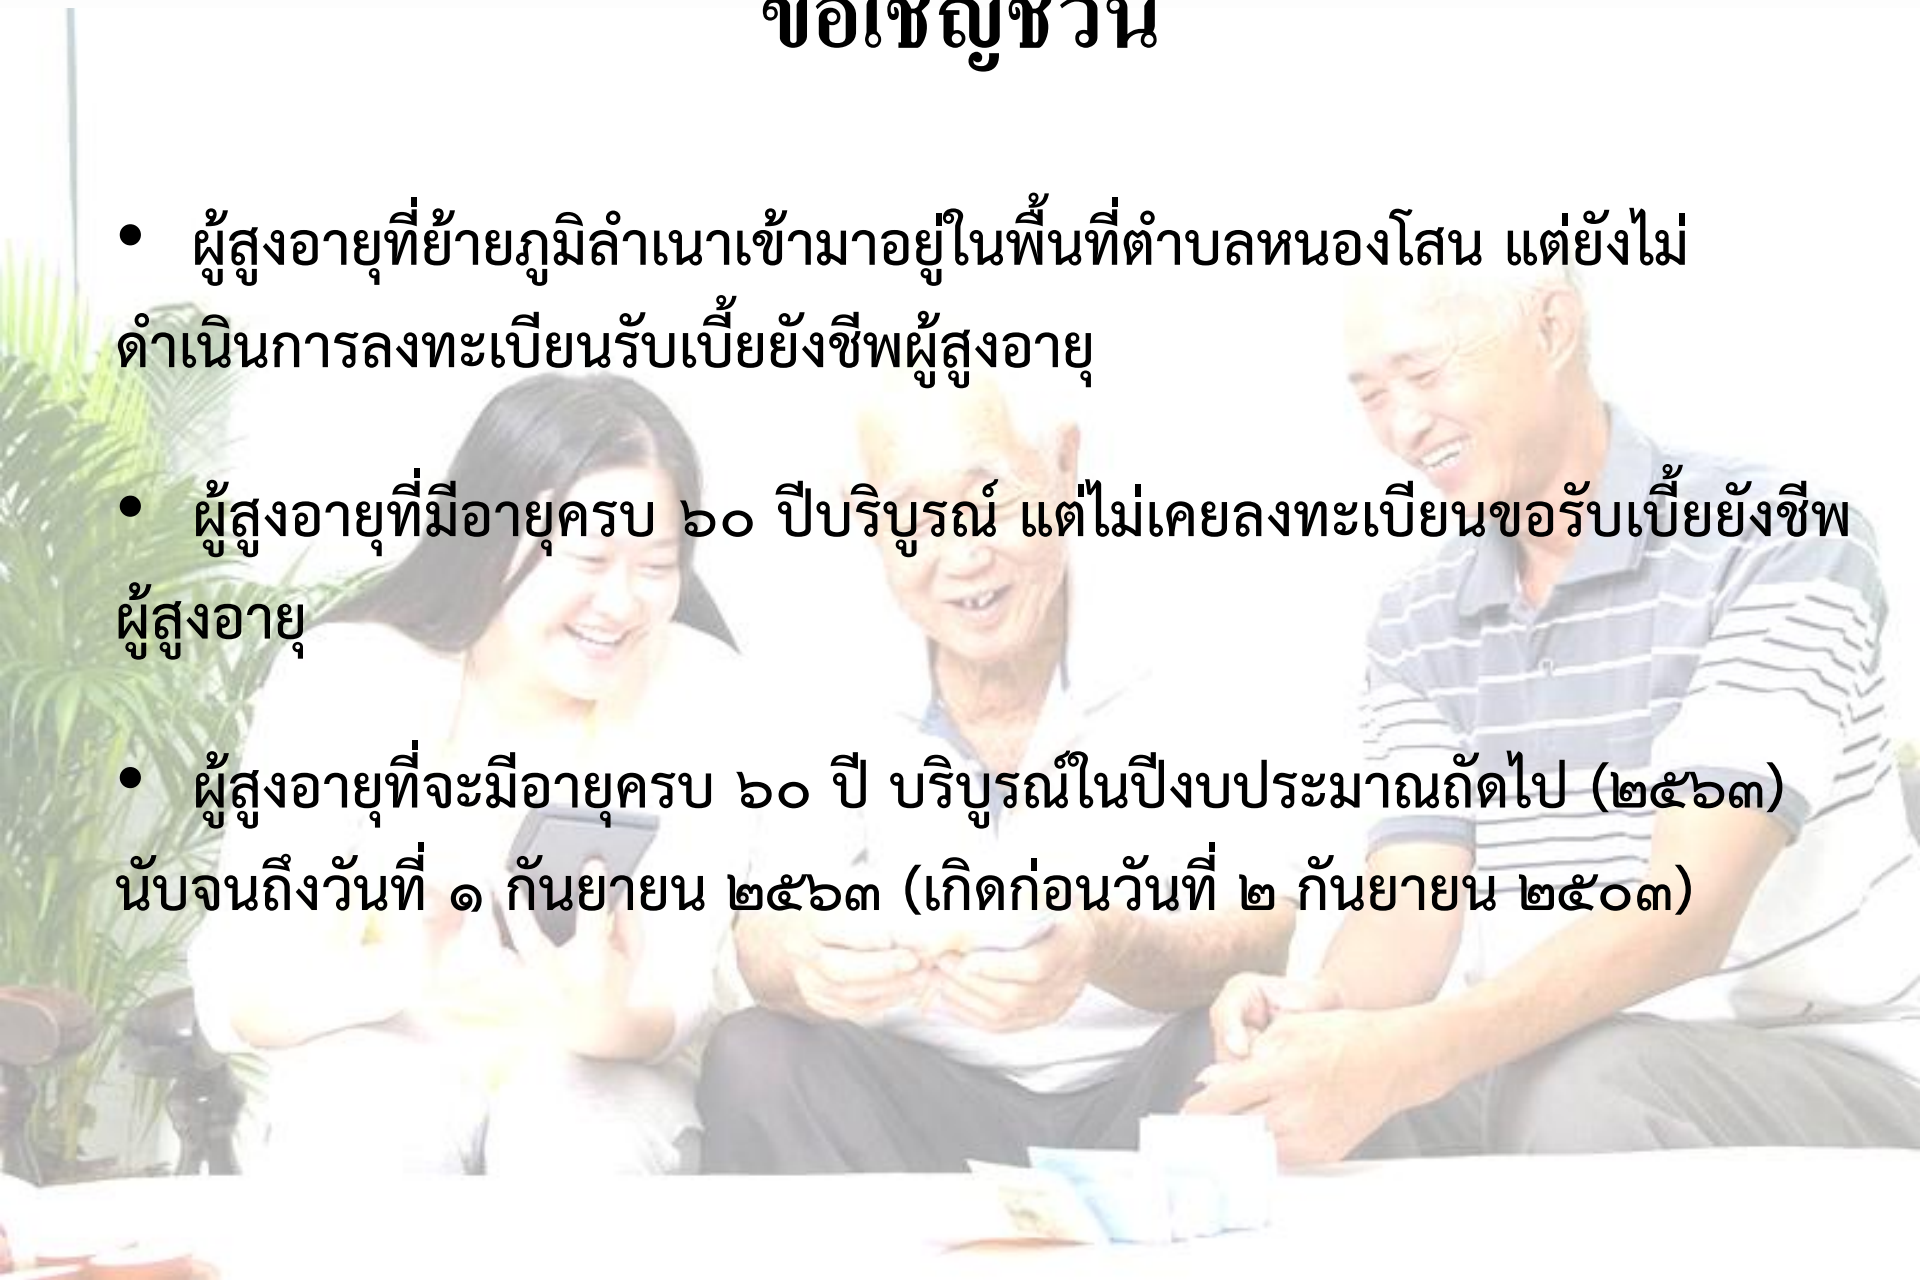 ขอเชิญชวน
• ผู้สูงอายุที่ย้ายภูมิลำเนาเข้ามาอยู่ในพื้นที่ตำบลหนองโสน แต่ยังไม่
ดำเนินการลงทะเบียนรับเบี้ยยังชีพผู้สูงอายุ
• ผู้สูงอายุที่มีอายุครบ ๖๐ ปีบริบูรณ์ แต่ไม่เคยลงทะเบียนขอรับเบี้ยยังชีพ
ผู้สูงอายุ
• ผู้สูงอายุที่จะมีอายุครบ ๖๐ ปี บริบูรณ์ในปีงบประมาณถัดไป (๒๕๖๓)
นับจนถึงวันที่ ๑ กันยายน ๒๕๖๓ (เกิดก่อนวันที่ ๒ กันยายน ๒๕๐๓)